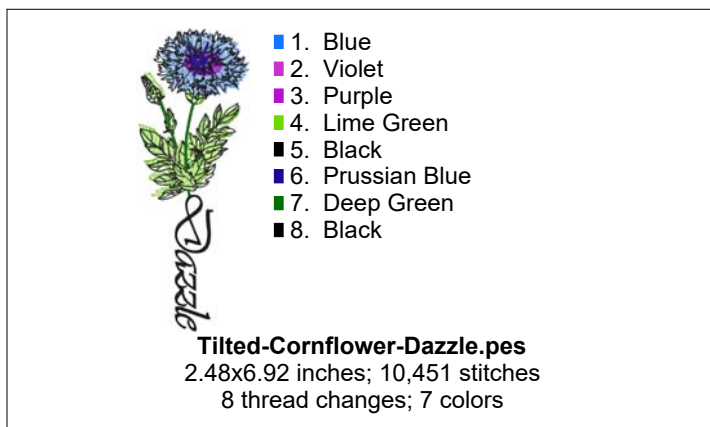 1. Blue
2. Violet
3. Purple
4. Lime Green
5. Black
6. Prussian Blue
7. Deep Green
8. Black
Dazzle
Tilted-Cornflower-Dazzle.pes
2.48x6.92 inches; 10,451 stitches
8 thread changes; 7 colors